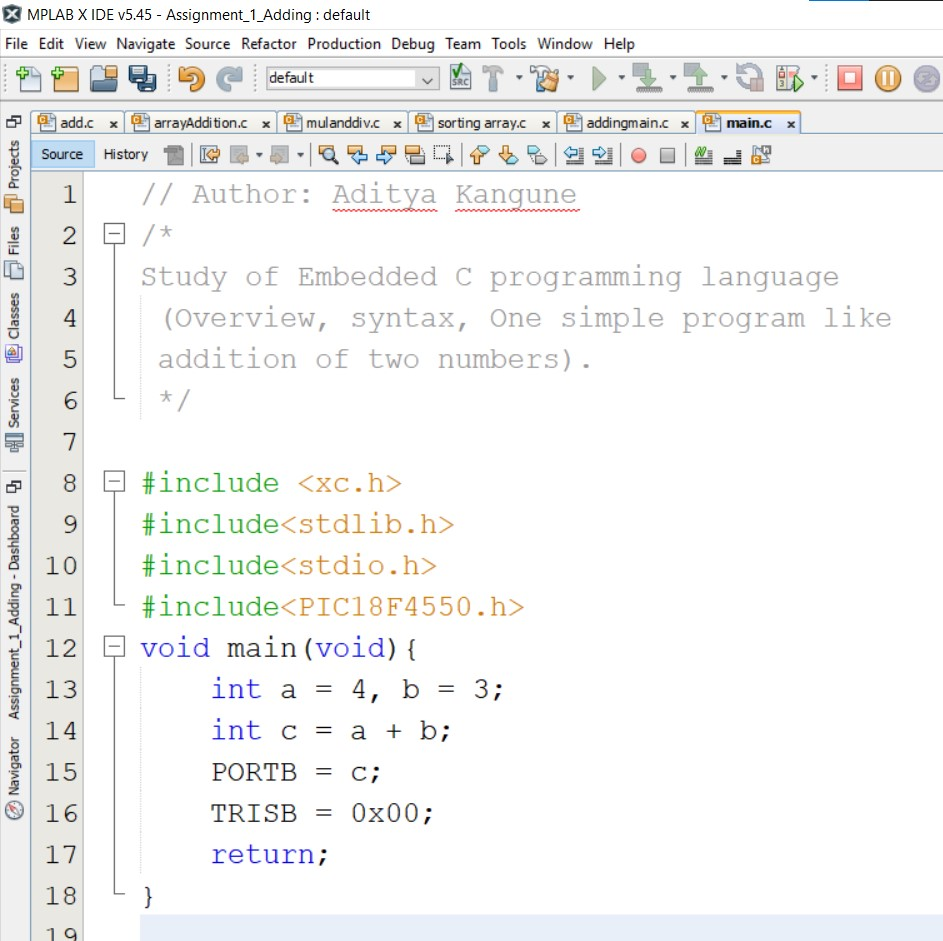 MPLAB X IDE v5.45 - Assignment_1_Adding : default
File Edit View Navigate Source Refactor Production Debug Team Tools Window Help
default
add.c x arrayAddition.c x mulanddiv.c x sorting array.c x addingmain.c x main.c x
Source History
Projects
Files
Classes
Services
Assignment_1_Adding - Dashboard
Navigator
1 // Author: Aditya Kangune
2 /*
3 Study of Embedded C programming language
4 (Overview, syntax, One simple program like
5 addition of two numbers).
6 */
7
8 #include <xc.h>
9 #include<stdlib.h>
10 #include<stdio.h>
11 #include<PIC18F4550.h>
12 void main(void){
13 int a = 4, b = 3;
14 int c = a + b;
15 PORTB = c;
16 TRISB = 0x00;
17 return;
18 }
19